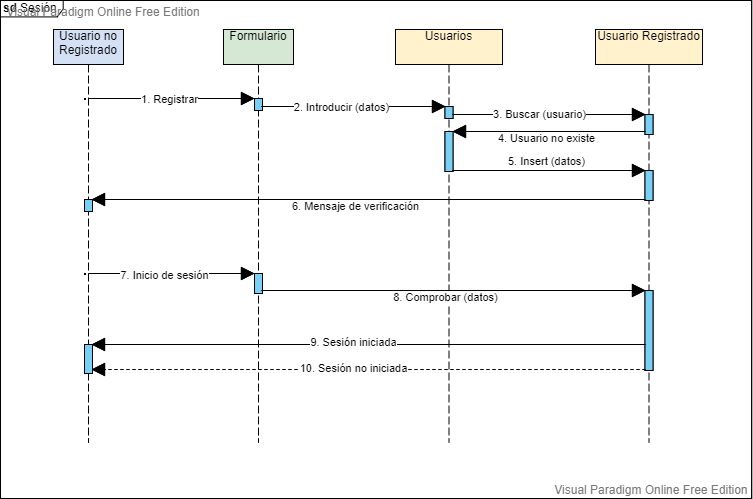 sd Sesión
Visual Paradigm Online Free Edition
Usuario no
Registrado
Formulario
Usuarios
Usuario Registrado
1. Registrar
2. Introducir (datos)
3. Buscar (usuario)
4. Usuario no existe
5. Insert (datos)
6. Mensaje de verificación
7. Inicio de sesión
8. Comprobar (datos)
9. Sesión iniciada
10. Sesión no iniciada
Visual Paradigm Online Free Edition